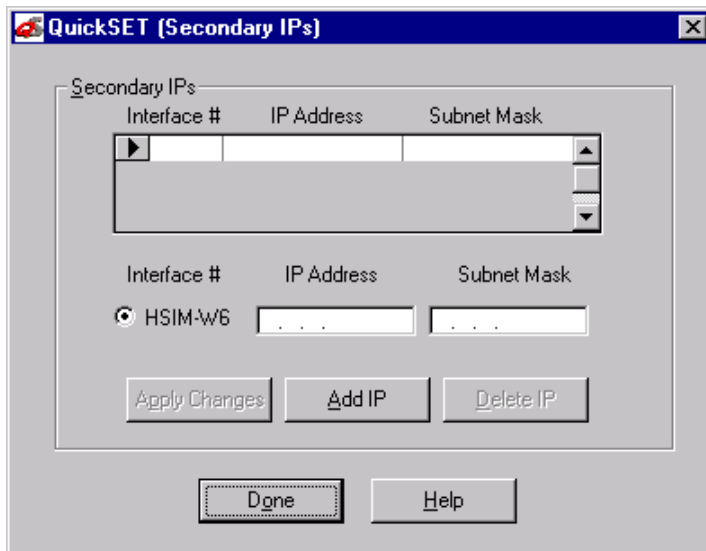 QuickSET (Secondary IPs)
Secondary IPs
Interface # IP Address Subnet Mask
Interface # IP Address Subnet Mask
HSIM-W6 . . . . . .
Apply Changes Add IP Delete IP
Done Help